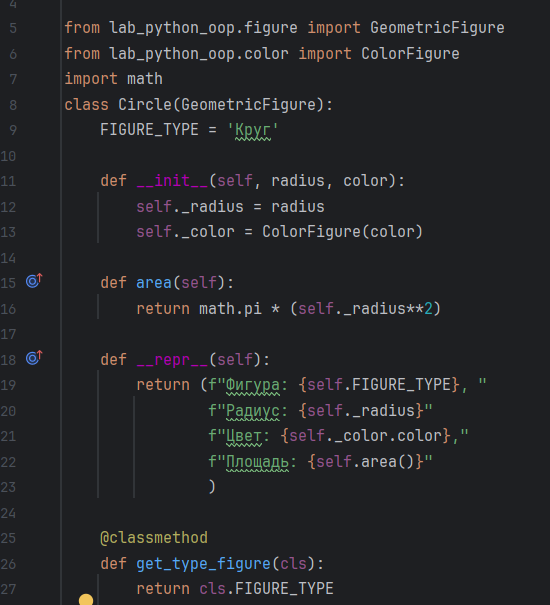 4
5 from lab_python_oop.figure import GeometricFigure
6 from lab_python_oop.color import ColorFigure
7 import math
8 class Circle(GeometricFigure):
9     FIGURE_TYPE = 'Круг'
10
11     def __init__(self, radius, color):
12         self._radius = radius
13         self._color = ColorFigure(color)
14
15     def area(self):
16         return math.pi * (self._radius**2)
17
18     def __repr__(self):
19         return (f"Фигура: {self.FIGURE_TYPE}, "
20                 f"Радиус: {self._radius}"
21                 f"Цвет: {self._color.color},"
22                 f"Площадь: {self.area()}"
23                 )
24
25     @classmethod
26     def get_type_figure(cls):
27         return cls.FIGURE_TYPE